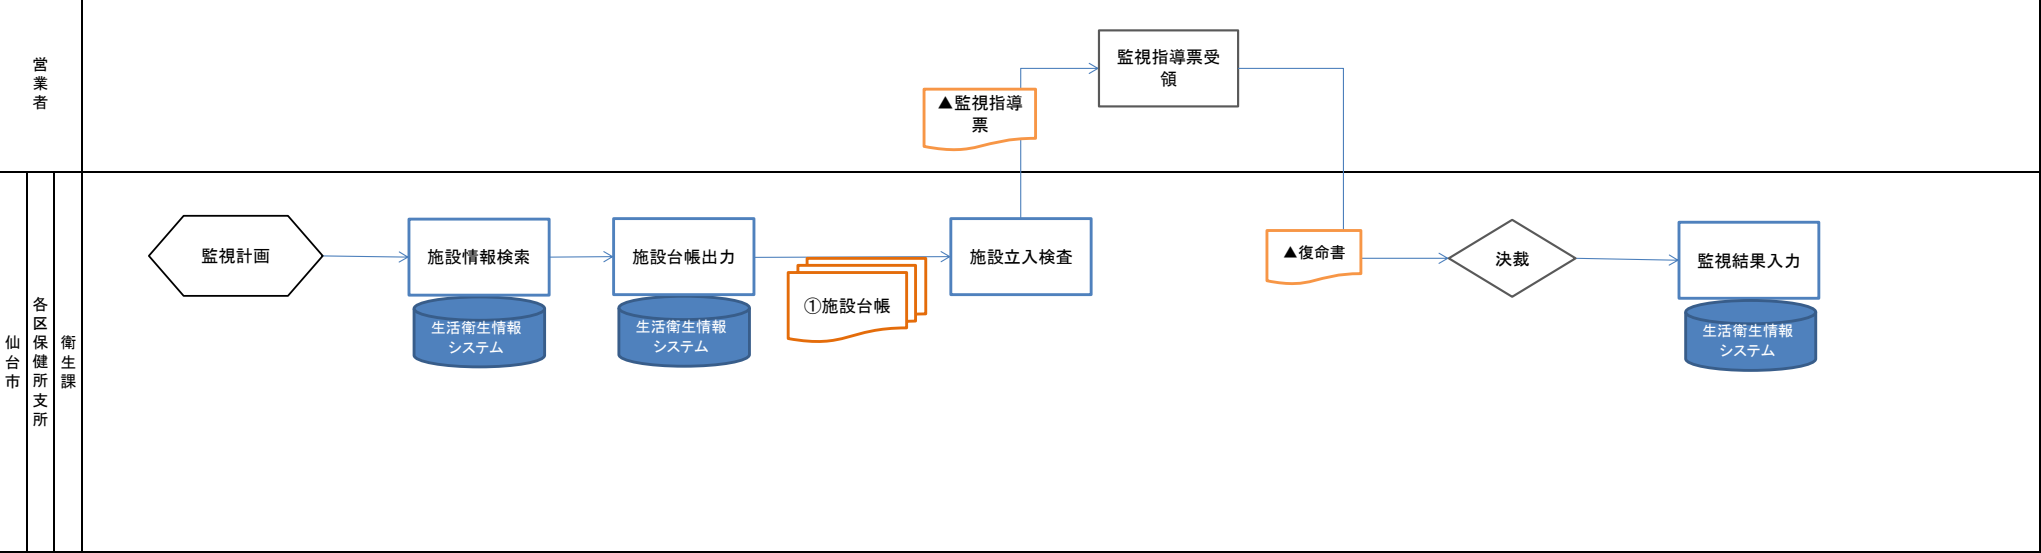 営業者
監視指導票受
領
▲監視指導
票
仙台市
各区保健所支所
衛生課
監視計画
施設情報検索
生活衛生情報
システム
施設台帳出力
生活衛生情報
システム
①施設台帳
施設立入検査
▲復命書
決裁
監視結果入力
生活衛生情報
システム